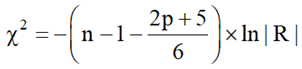 χ² = -(n - 1 - (2p + 5)/6) × ln | R |